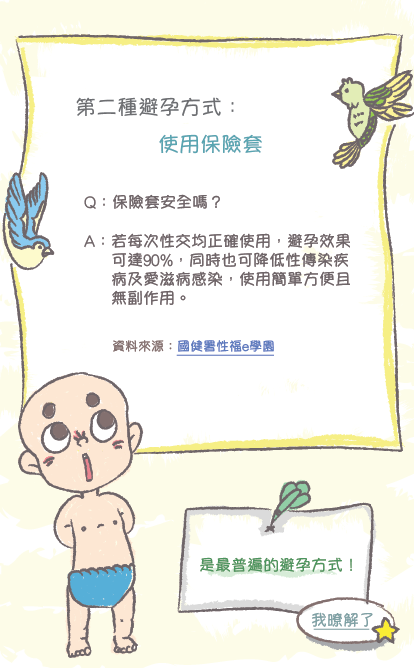 第二種避孕方式：
使用保險套
Q：保險套安全嗎？
A：若每次性交均正確使用，避孕效果
可達90%，同時也可降低性傳染疾
病及愛滋病感染，使用簡單方便且
無副作用。
資料來源：國健署性福e學園
是最普遍的避孕方式！
我暸解了